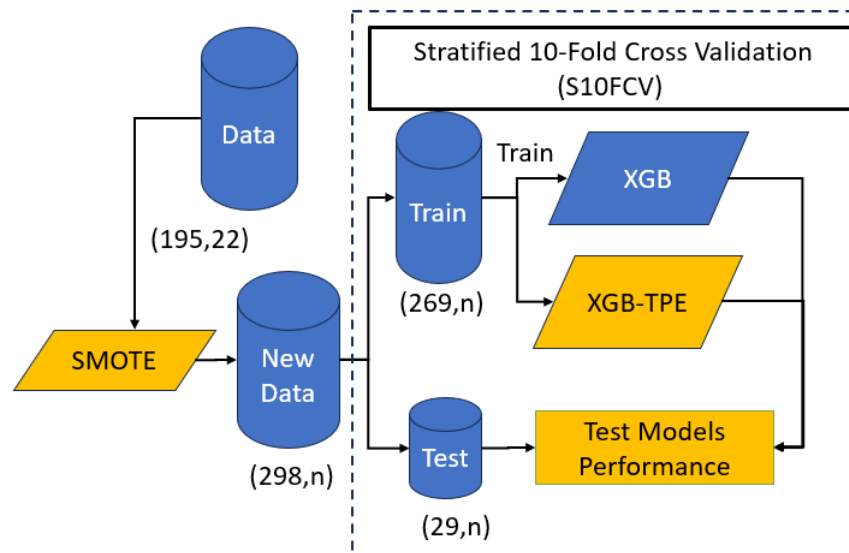 Stratified 10-Fold Cross Validation
(S10FCV)
Data
(195,22)
SMOTE
New
Data
(298,n)
Train
(269,n)
Train
XGB
XGB-TPE
Test
(29,n)
Test Models
Performance